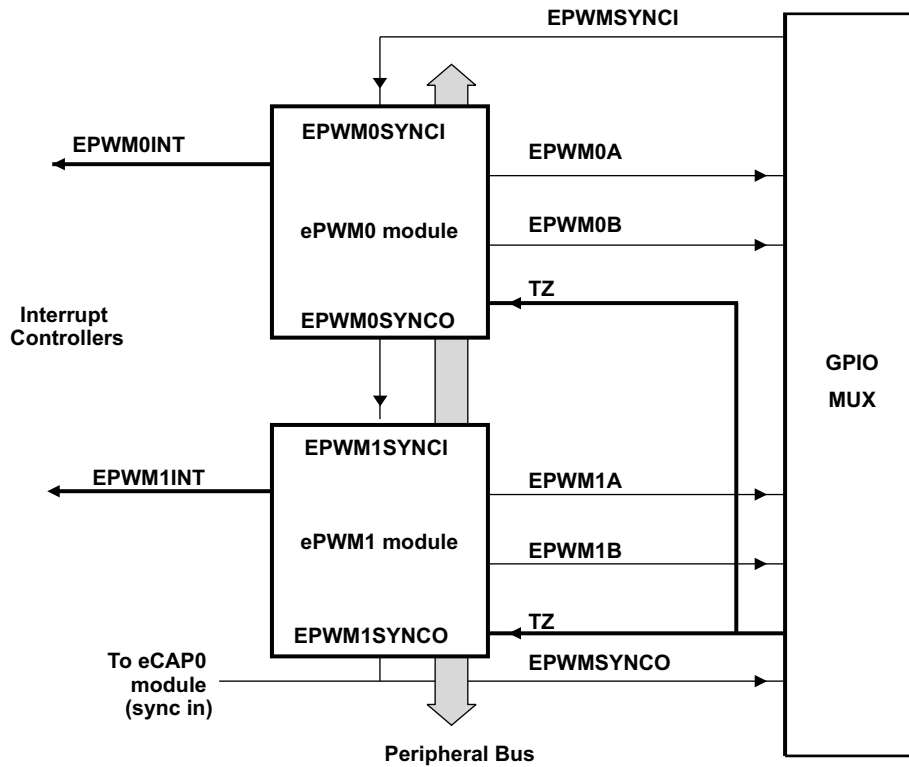 EPWMSYNCI
EPWM0SYNCI
EPWM0INT
EPWM0A
ePWM0 module
EPWM0B
TZ
EPWM0SYNCO
Interrupt
Controllers
GPIO
MUX
EPWM1SYNCI
EPWM1INT
EPWM1A
ePWM1 module
EPWM1B
TZ
EPWM1SYNCO
To eCAP0
module
(sync in)
EPWMSYNCO
Peripheral Bus